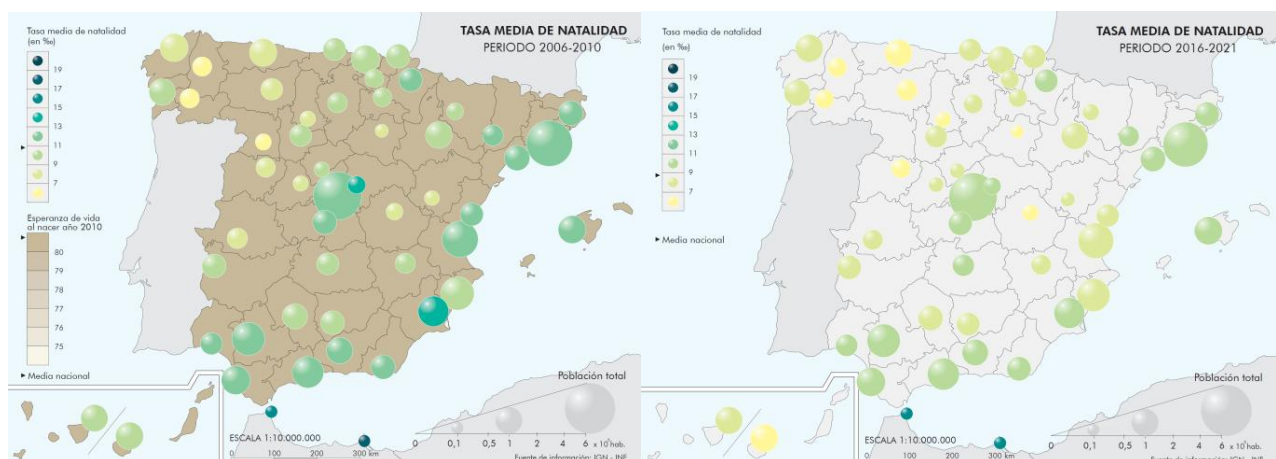 TASA MEDIA DE NATALIDAD
PERIODO 2006-2010
Tasa media de natalidad
(en ‰)
19
17
15
13
11
9
7
Esperanza de vida
al nacer año 2010
80
79
78
77
76
75
Media nacional
Población total
0,1
0,5
1
2
4
6
x 10⁶ hab.
ESCALA 1:10.000.000
0
100
200
300 km
Fuente de información: IGN - INE
TASA MEDIA DE NATALIDAD
PERIODO 2016-2021
Tasa media de natalidad
(en ‰)
19
17
15
13
11
9
7
Media nacional
Población total
0,1
0,5
1
2
4
6
x 10⁶ hab.
ESCALA 1:10.000.000
0
100
200
300 km
Fuente de información: IGN - INE